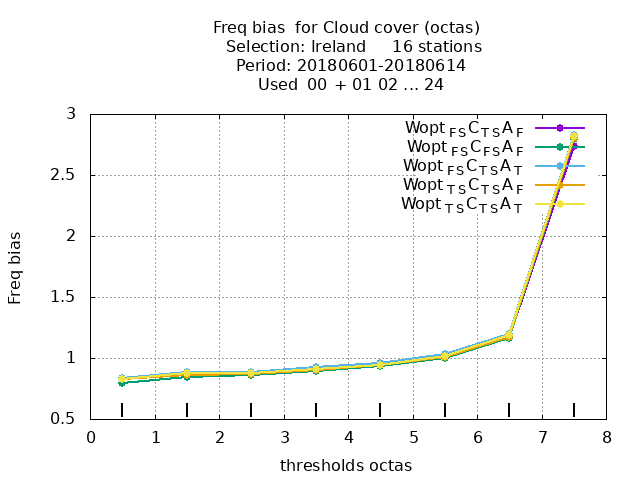 Freq bias  for Cloud cover (octas)
Selection: Ireland     16 stations
Period: 20180601-20180614
Used  00  + 01 02 ... 24
3
2.5
2
1.5
1
0.5
Freq bias
Wopt FS C TS A F
Wopt FS C FS A F
Wopt FS C TS A T
Wopt TS C TS A F
Wopt TS C TS A T
0 1 2 3 4 5 6 7 8
thresholds octas